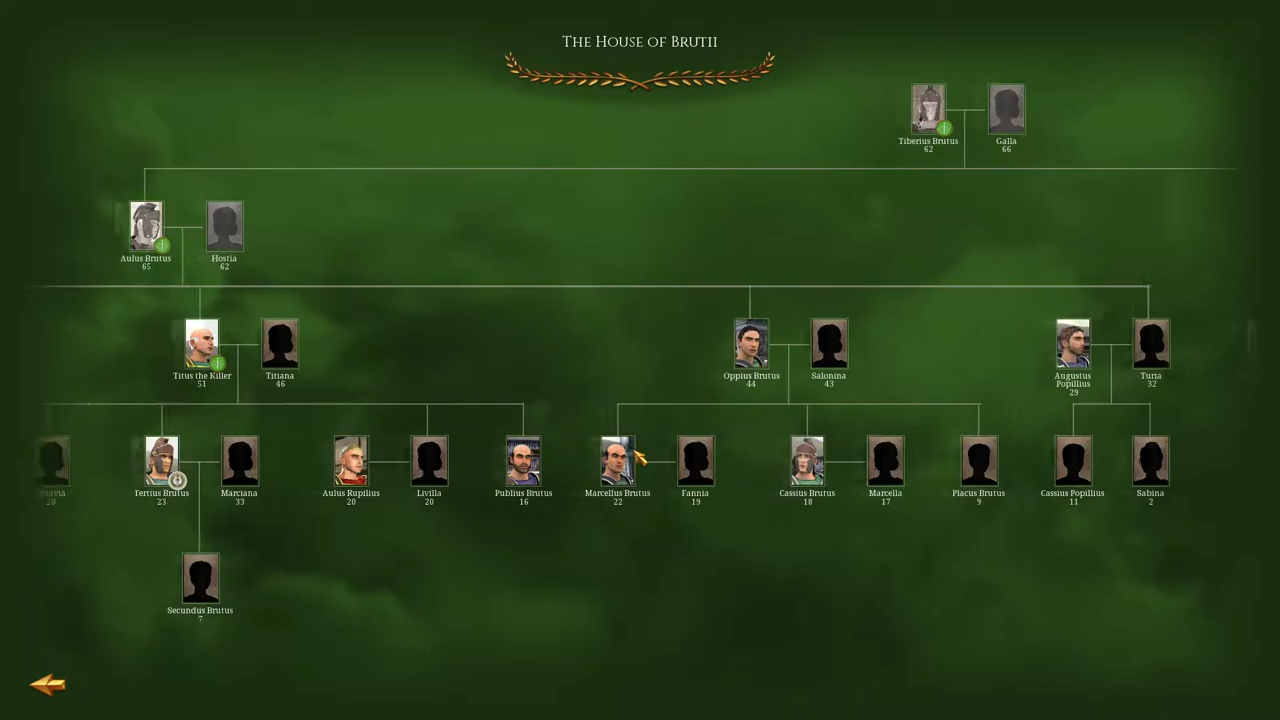 The House of Brutii
Tiberius Brutus
62
Galla
66
Aulus Brutus
65
Hostia
62
Titus the Killer
51
Titiana
46
Oppius Brutus
44
Salonina
43
Augustus
Popillius
29
Turia
32
28
Tertius Brutus
23
Marciana
33
Aulus Rupilius
20
Livilla
20
Publius Brutus
16
Marcellus Brutus
22
Fannia
19
Cassius Brutus
18
Marcella
17
Placus Brutus
9
Cassius Popillius
11
Sabina
2
Secundus Brutus
7